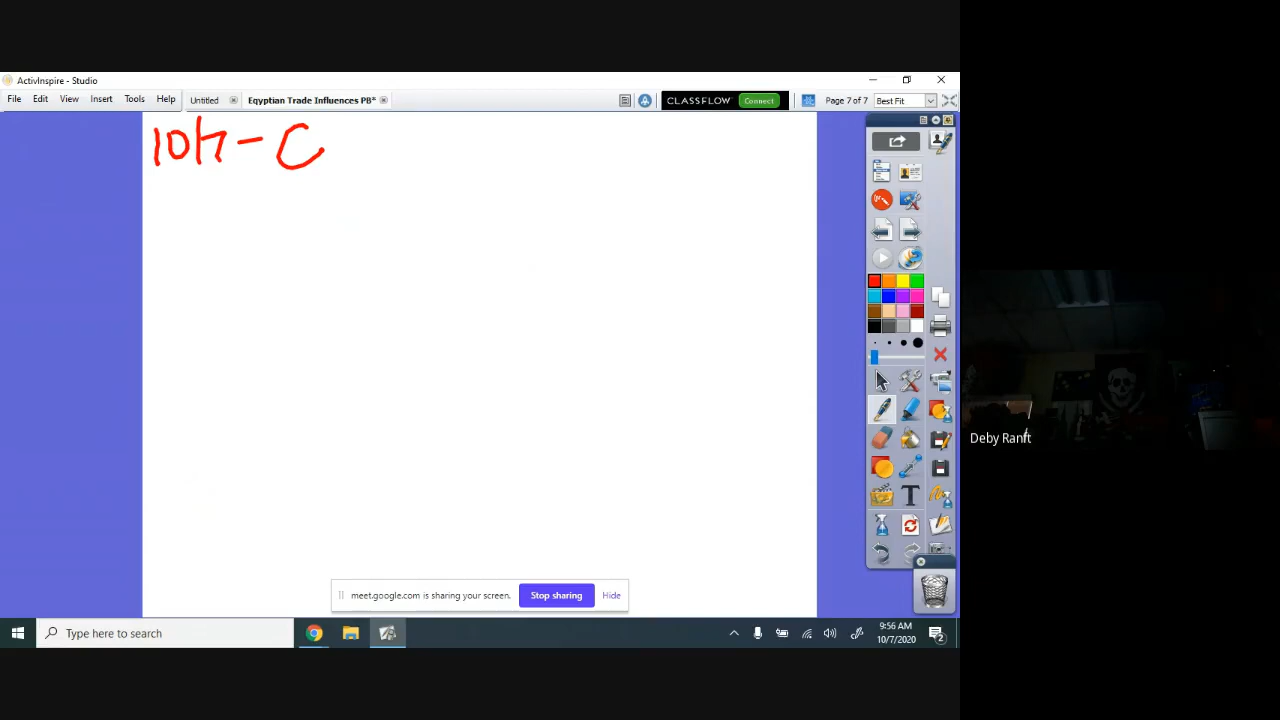 ActivInspire - Studio
File Edit View Insert Tools Help
Untitled
Egyptian Trade Influences PB*
CLASSFLOW Connect
Page 7 of 7
Best Fit
10h - C
T
Deby Ranft
meet.google.com is sharing your screen. Stop sharing Hide
Type here to search
9:56 AM
10/7/2020
2